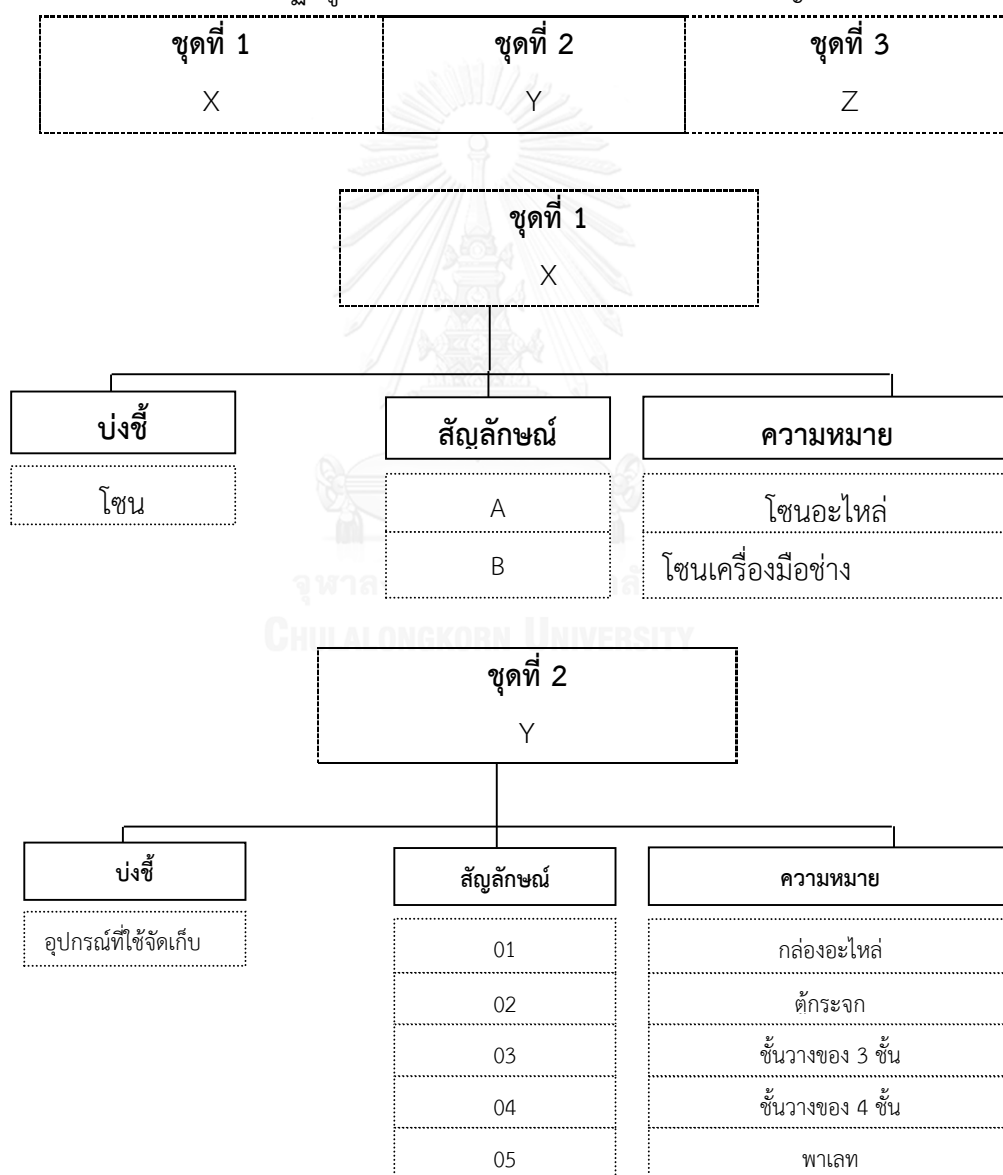 ชุดที่ 1 ชุดที่ 2 ชุดที่ 3
X Y Z
ชุดที่ 1
X
บ่งชี้ สัญลักษณ์ ความหมาย
โซน A โซนอะไหล่
B โซนเครื่องมือช่าง
CHULALONGKORN UNIVERSITY
ชุดที่ 2
Y
บ่งชี้ สัญลักษณ์ ความหมาย
อุปกรณ์ที่ใช้จัดเก็บ 01 กล่องอะไหล่
02 ตู้กระจก
03 ชั้นวางของ 3 ชั้น
04 ชั้นวางของ 4 ชั้น
05 พาเลท